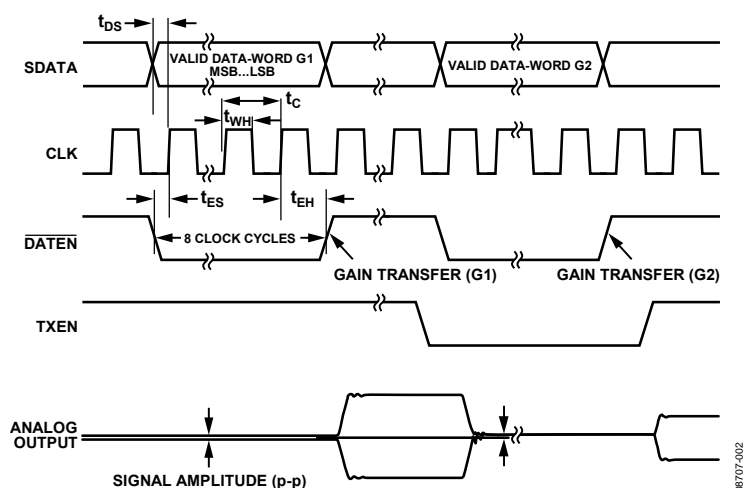 tDS
SDATA
VALID DATA-WORD G1
MSB...LSB
VALID DATA-WORD G2
tC
tWH
CLK
tES
tEH
DATEN
8 CLOCK CYCLES
GAIN TRANSFER (G1)
GAIN TRANSFER (G2)
TXEN
ANALOG
OUTPUT
SIGNAL AMPLITUDE (p-p)
08707-002